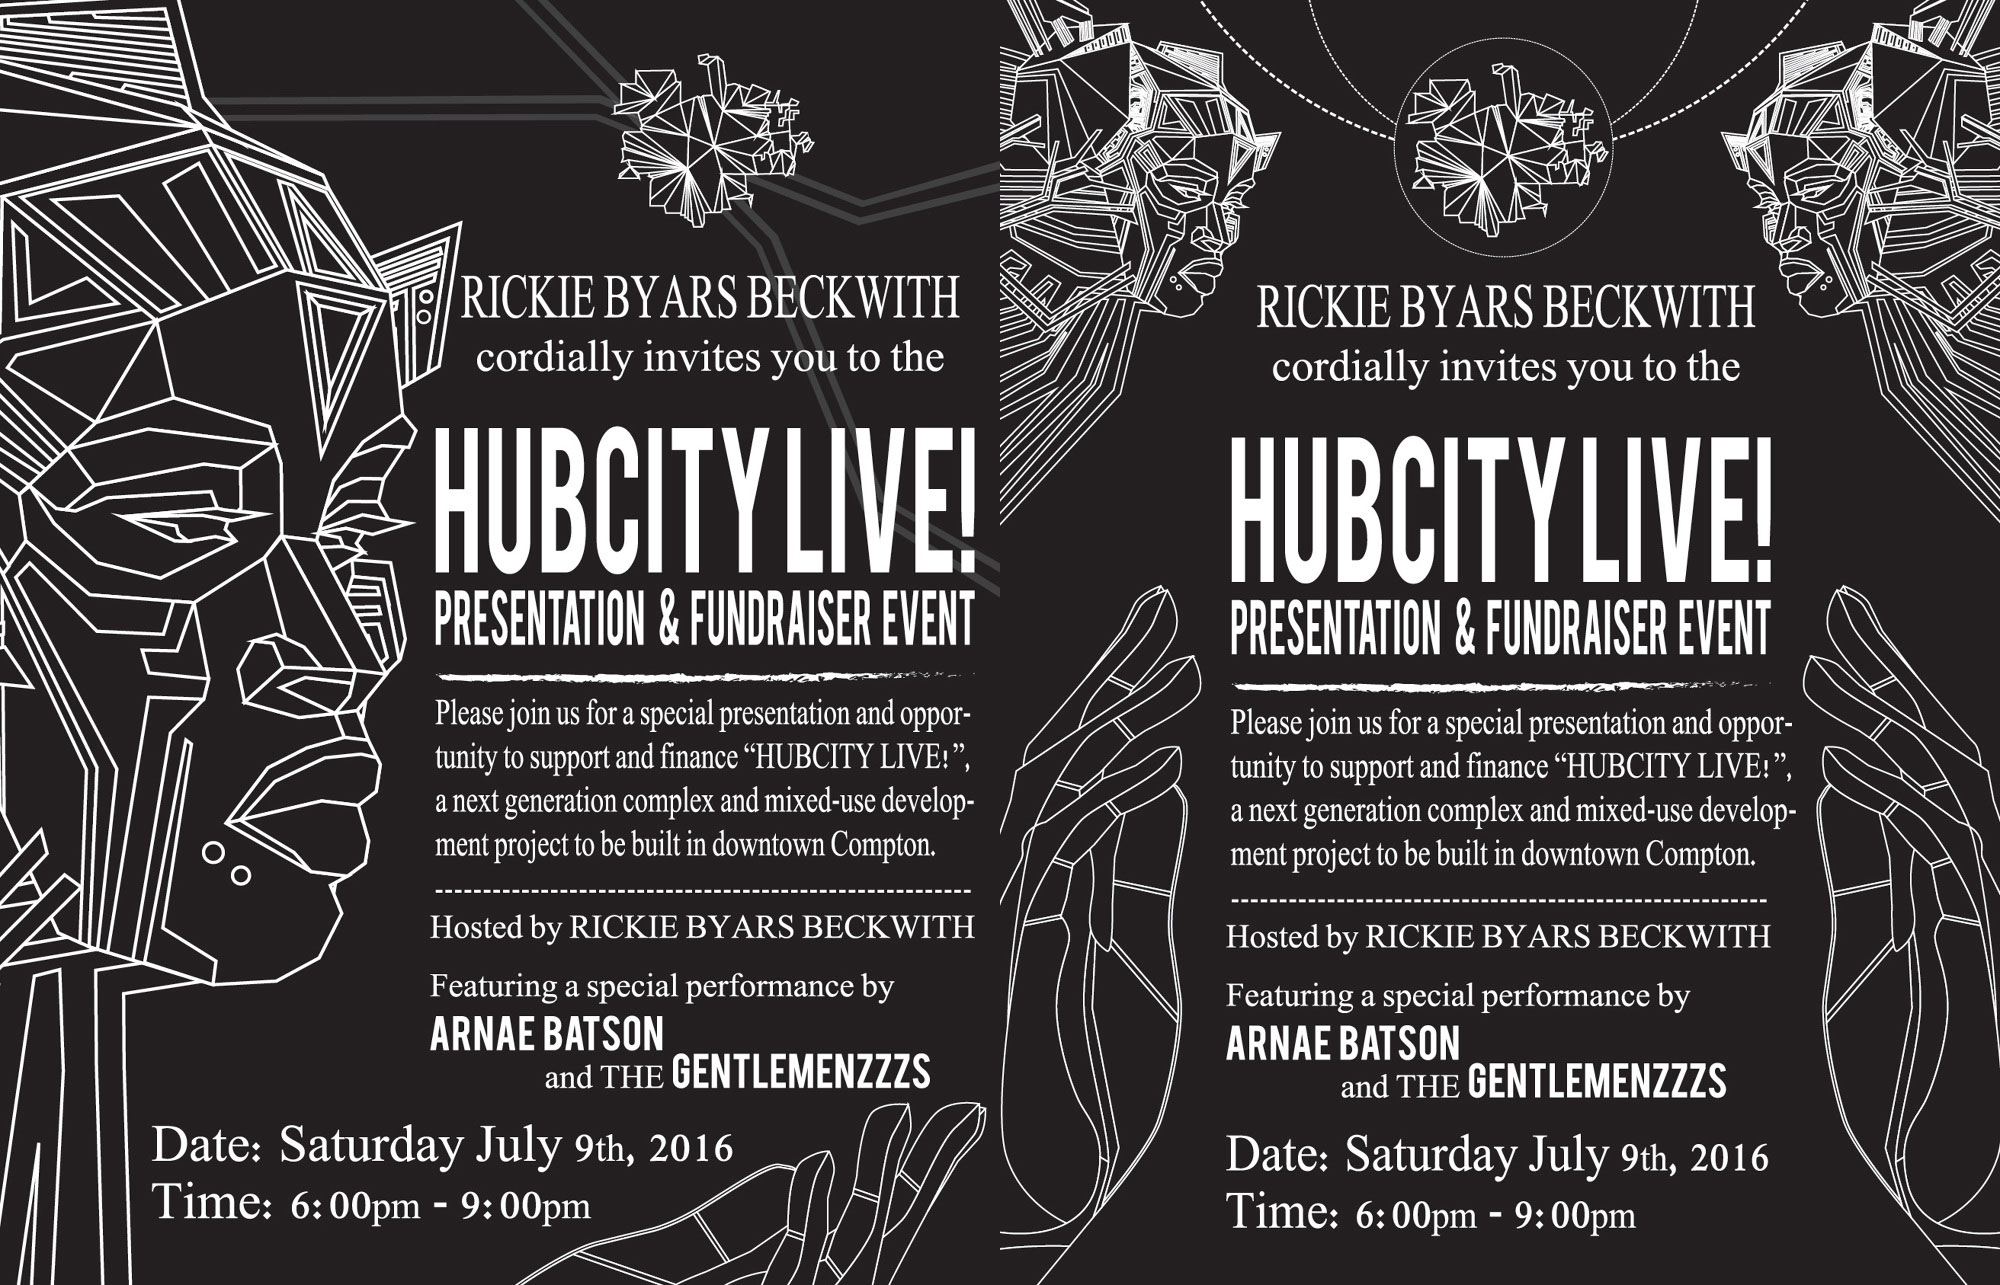 RICKIE BYARS BECKWITH
cordially invites you to the
HUBCITY LIVE!
PRESENTATION & FUNDRAISER EVENT
Please join us for a special presentation and oppor-
tunity to support and finance “HUBCITY LIVE!”,
a next generation complex and mixed-use develop-
ment project to be built in downtown Compton.
Hosted by RICKIE BYARS BECKWITH
Featuring a special performance by
ARNAE BATSON
and THE GENTLEMENZZZS
Date: Saturday July 9th, 2016
Time: 6:00pm - 9:00pm
RICKIE BYARS BECKWITH
cordially invites you to the
HUBCITY LIVE!
PRESENTATION & FUNDRAISER EVENT
Please join us for a special presentation and oppor-
tunity to support and finance “HUBCITY LIVE!”,
a next generation complex and mixed-use develop-
ment project to be built in downtown Compton.
Hosted by RICKIE BYARS BECKWITH
Featuring a special performance by
ARNAE BATSON
and THE GENTLEMENZZZS
Date: Saturday July 9th, 2016
Time: 6:00pm - 9:00pm